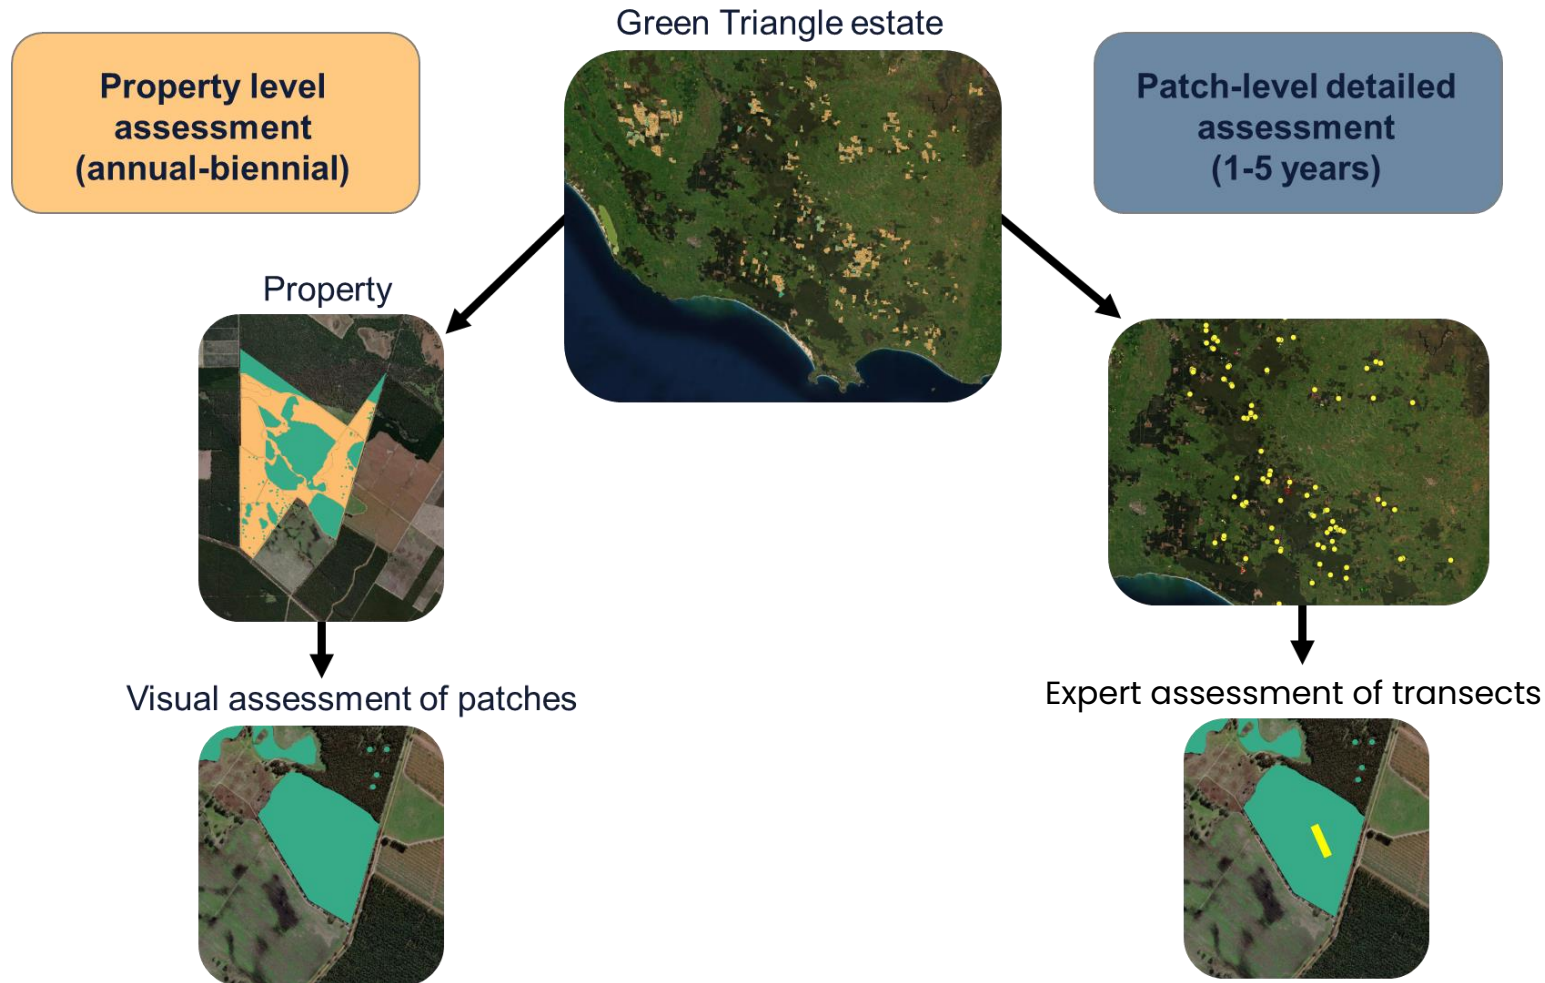 Green Triangle estate
Property level
assessment
(annual-biennial)
Patch-level detailed
assessment
(1-5 years)
Property
Visual assessment of patches
Expert assessment of transects